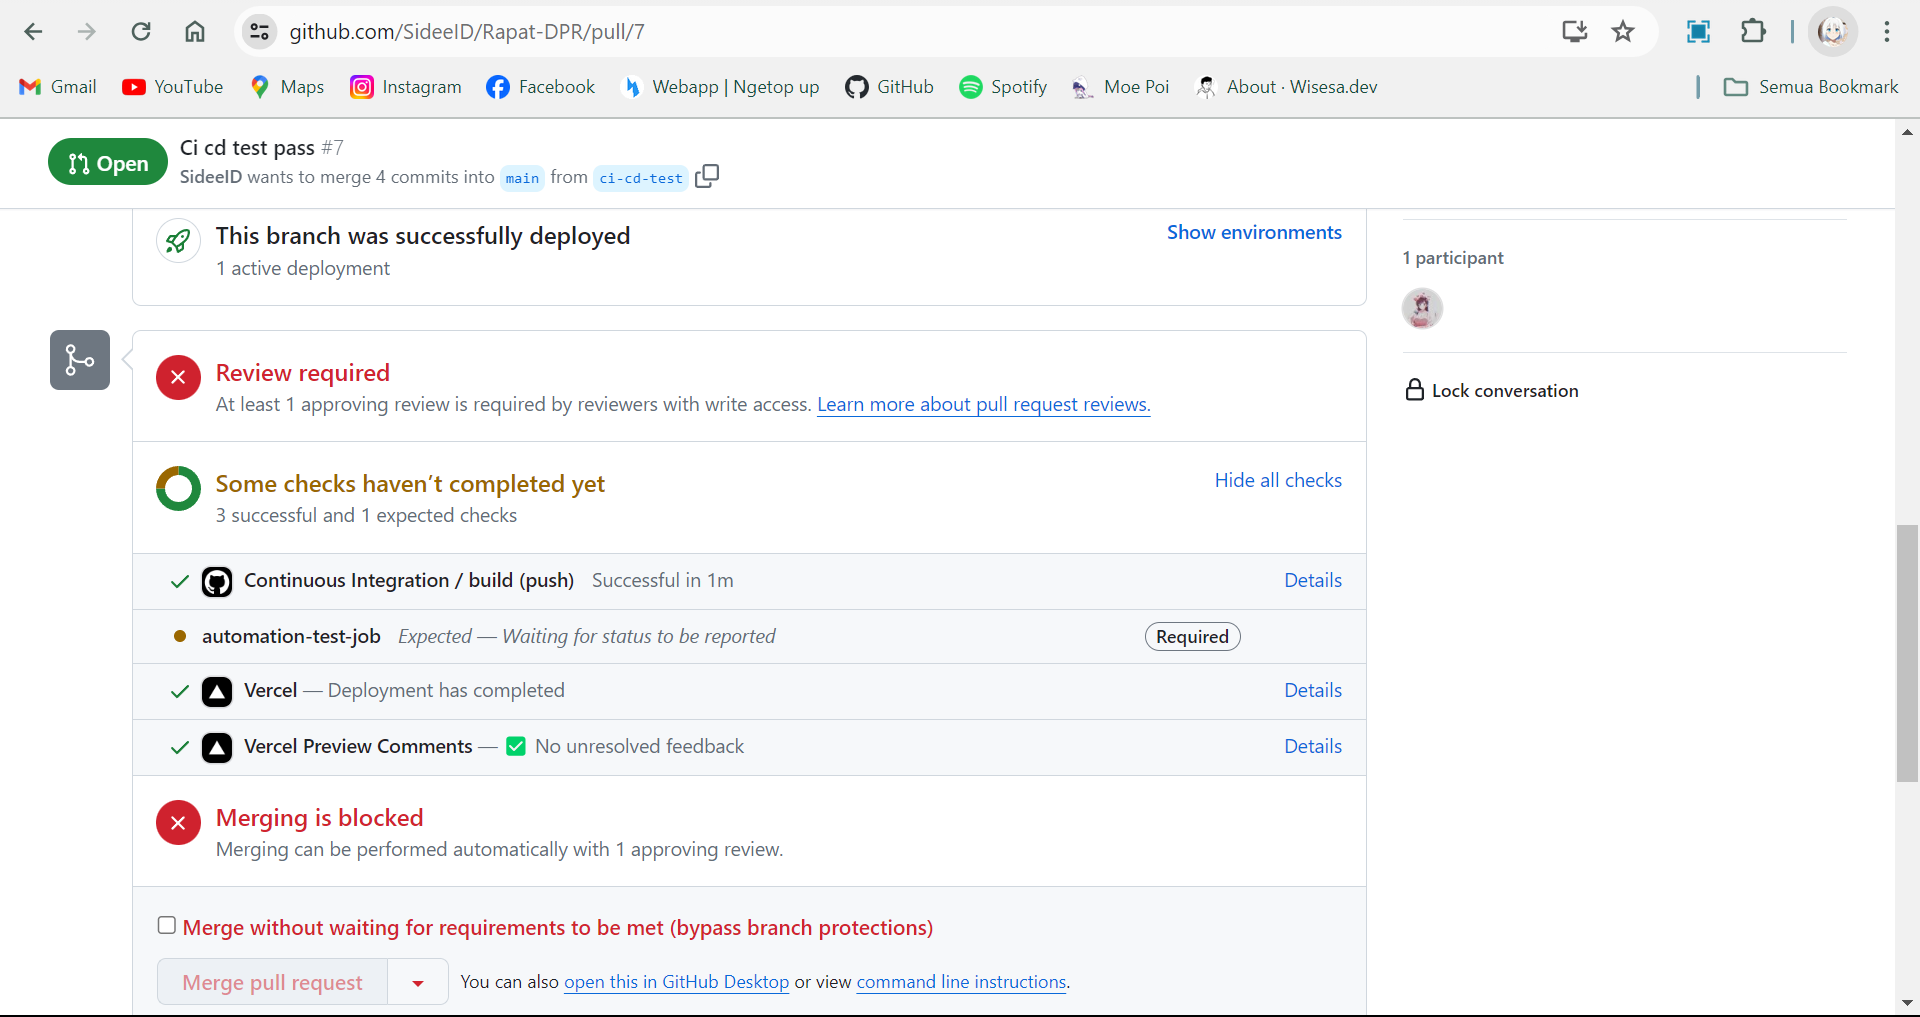 github.com/SideeID/Rapat-DPR/pull/7
Gmail YouTube Maps Instagram Facebook Webapp | Ngetop up GitHub Spotify Moe Poi About · Wisesa.dev Semua Bookmark
Open
Ci cd test pass #7
SideeID wants to merge 4 commits into main from ci-cd-test
This branch was successfully deployed
Show environments
1 active deployment
1 participant
Lock conversation
Review required
At least 1 approving review is required by reviewers with write access. Learn more about pull request reviews.
Some checks haven’t completed yet
Hide all checks
3 successful and 1 expected checks
Continuous Integration / build (push) Successful in 1m Details
automation-test-job Expected — Waiting for status to be reported Required
Vercel — Deployment has completed Details
Vercel Preview Comments — ✅ No unresolved feedback Details
Merging is blocked
Merging can be performed automatically with 1 approving review.
Merge without waiting for requirements to be met (bypass branch protections)
Merge pull request
You can also open this in GitHub Desktop or view command line instructions.